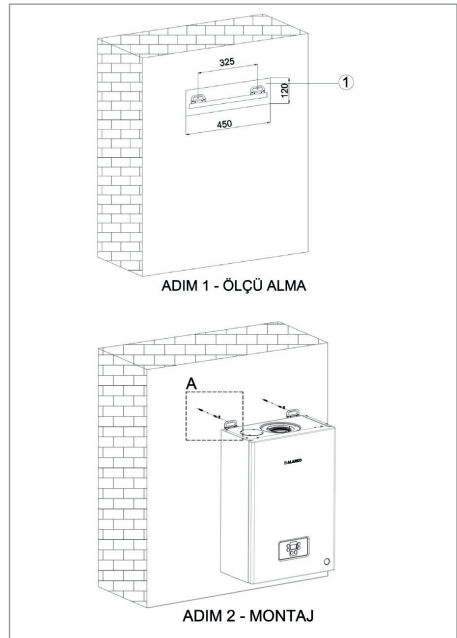 325
1
120
450
ADIM 1 - ÖLÇÜ ALMA
A
ALARKO
ADIM 2 - MONTAJ